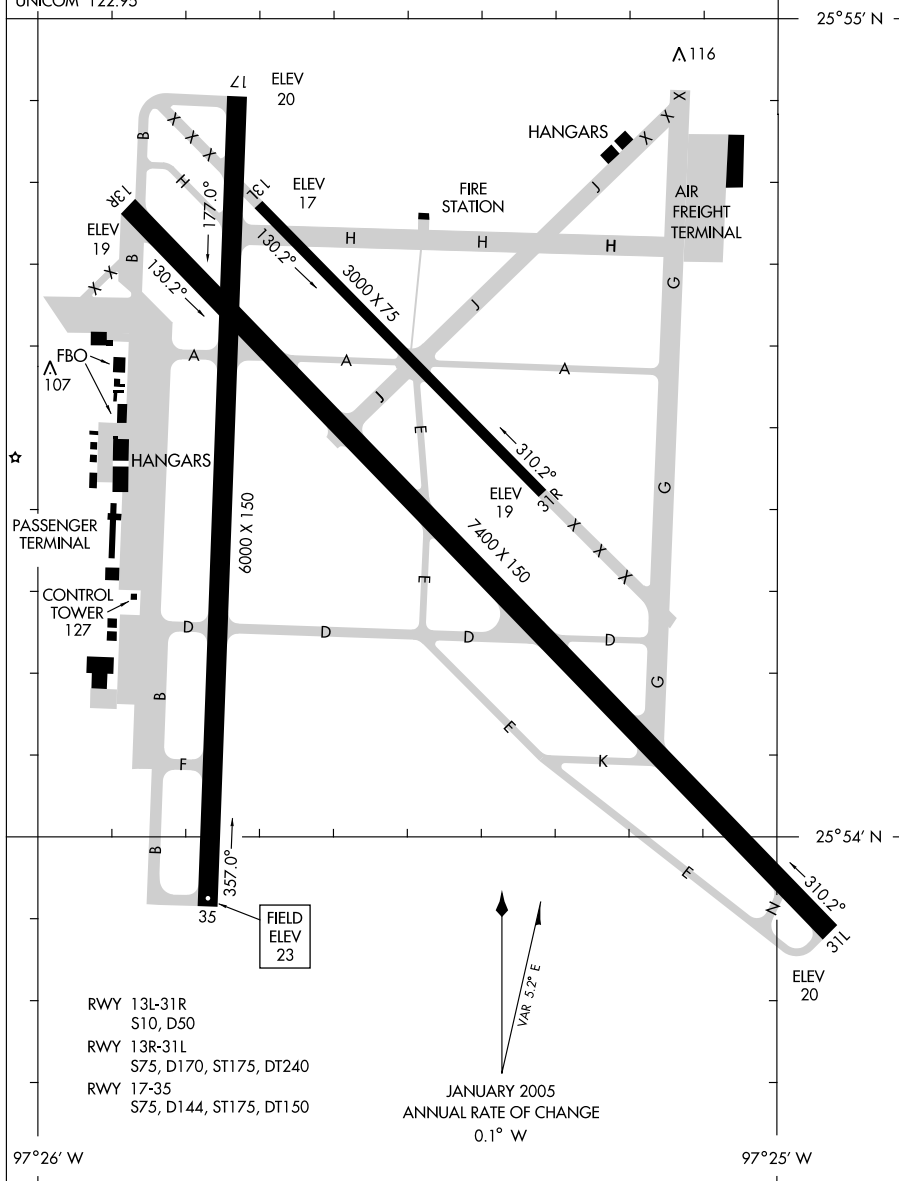 UNICOM 122.95
25°55' N
116
17
ELEV
20
HANGARS
X
X
X
X
X
X
B
H
13R
177.0°
13L
ELEV
17
FIRE
STATION
J
AIR
FREIGHT
TERMINAL
ELEV
19
B
130.2°
130.2°
H
H
H
X
X
3000 X 75
J
G
FBO
107
A
A
A
J
E
HANGARS
310.2°
ELEV
19
31R
G
PASSENGER
TERMINAL
6000 X 150
7400 X 150
X
X
X
CONTROL
TOWER
127
E
D
D
D
D
B
G
E
F
K
25°54' N
B
357.0°
E
310.2°
N
35
31L
FIELD
ELEV
23
ELEV
20
VAR 5.2° E
RWY 13L-31R
S10, D50
RWY 13R-31L
S75, D170, ST175, DT240
RWY 17-35
S75, D144, ST175, DT150
JANUARY 2005
ANNUAL RATE OF CHANGE
0.1° W
97°26' W
97°25' W